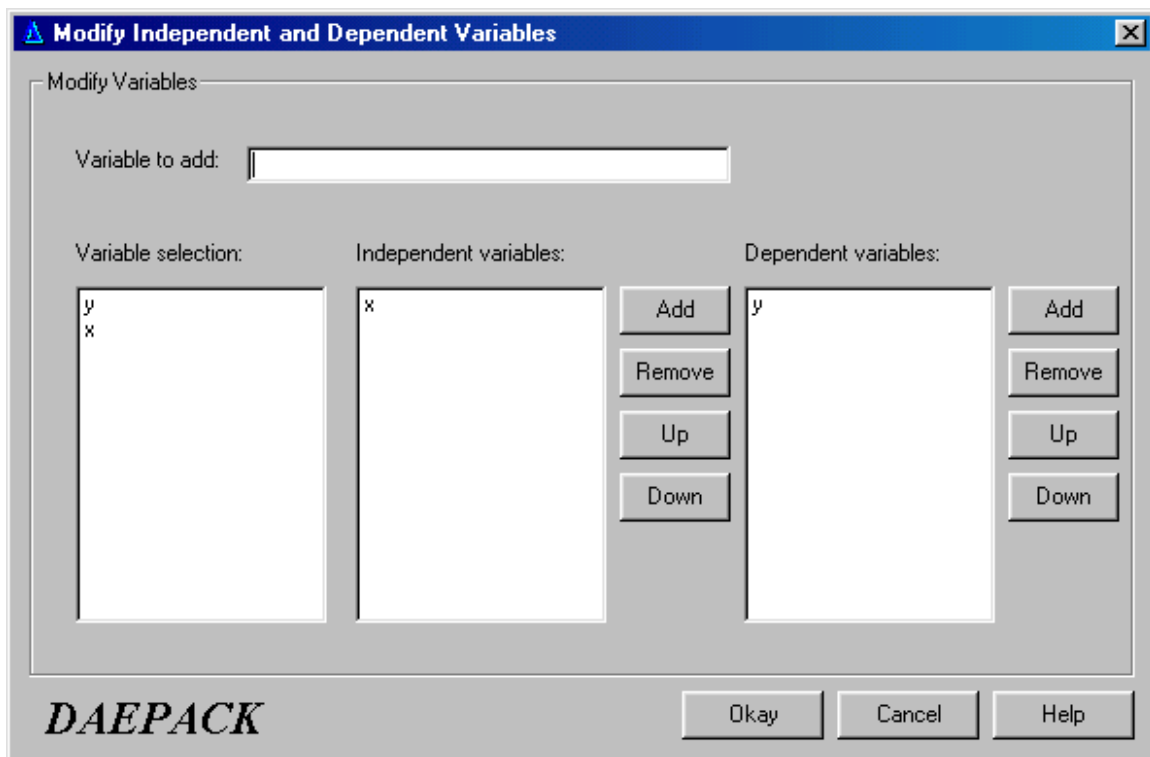 Modify Independent and Dependent Variables
Modify Variables
Variable to add:
Variable selection: Independent variables: Dependent variables:
y x Add y Add
x
Remove Remove
Up Up
Down Down
DAEPACK Okay Cancel Help